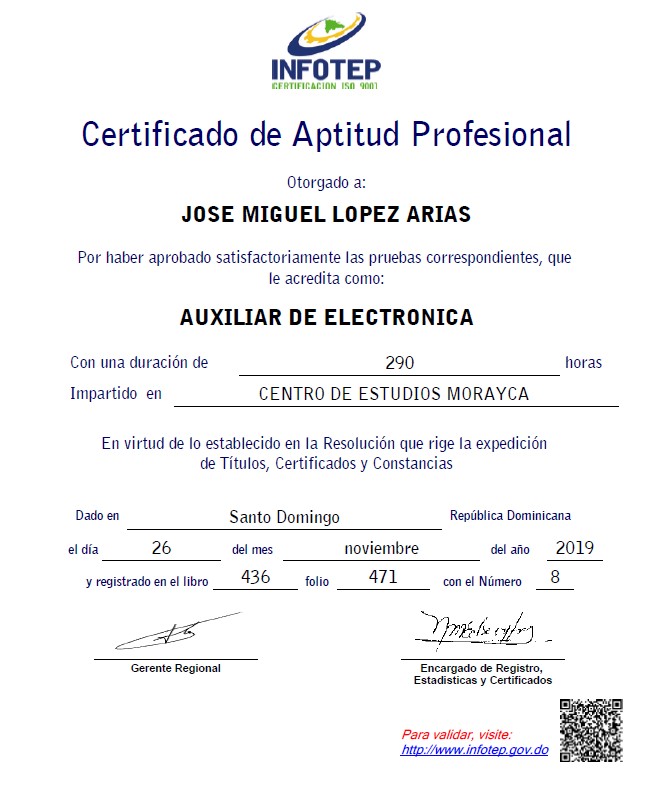 INFOTEP
CERTIFICACIÓN ISO 9001
Certificado de Aptitud Profesional
Otorgado a:
JOSE MIGUEL LOPEZ ARIAS
Por haber aprobado satisfactoriamente las pruebas correspondientes, que
le acredita como:
AUXILIAR DE ELECTRONICA
Con una duración de 290 horas
Impartido en CENTRO DE ESTUDIOS MORAYCA
En virtud de lo establecido en la Resolución que rige la expedición
de Títulos, Certificados y Constancias
Dado en Santo Domingo República Dominicana
el día 26 del mes noviembre del año 2019
y registrado en el libro 436 folio 471 con el Número 8
Gerente Regional
Encargado de Registro,
Estadisticas y Certificados
Para validar, visite:
http://www.infotep.gov.do